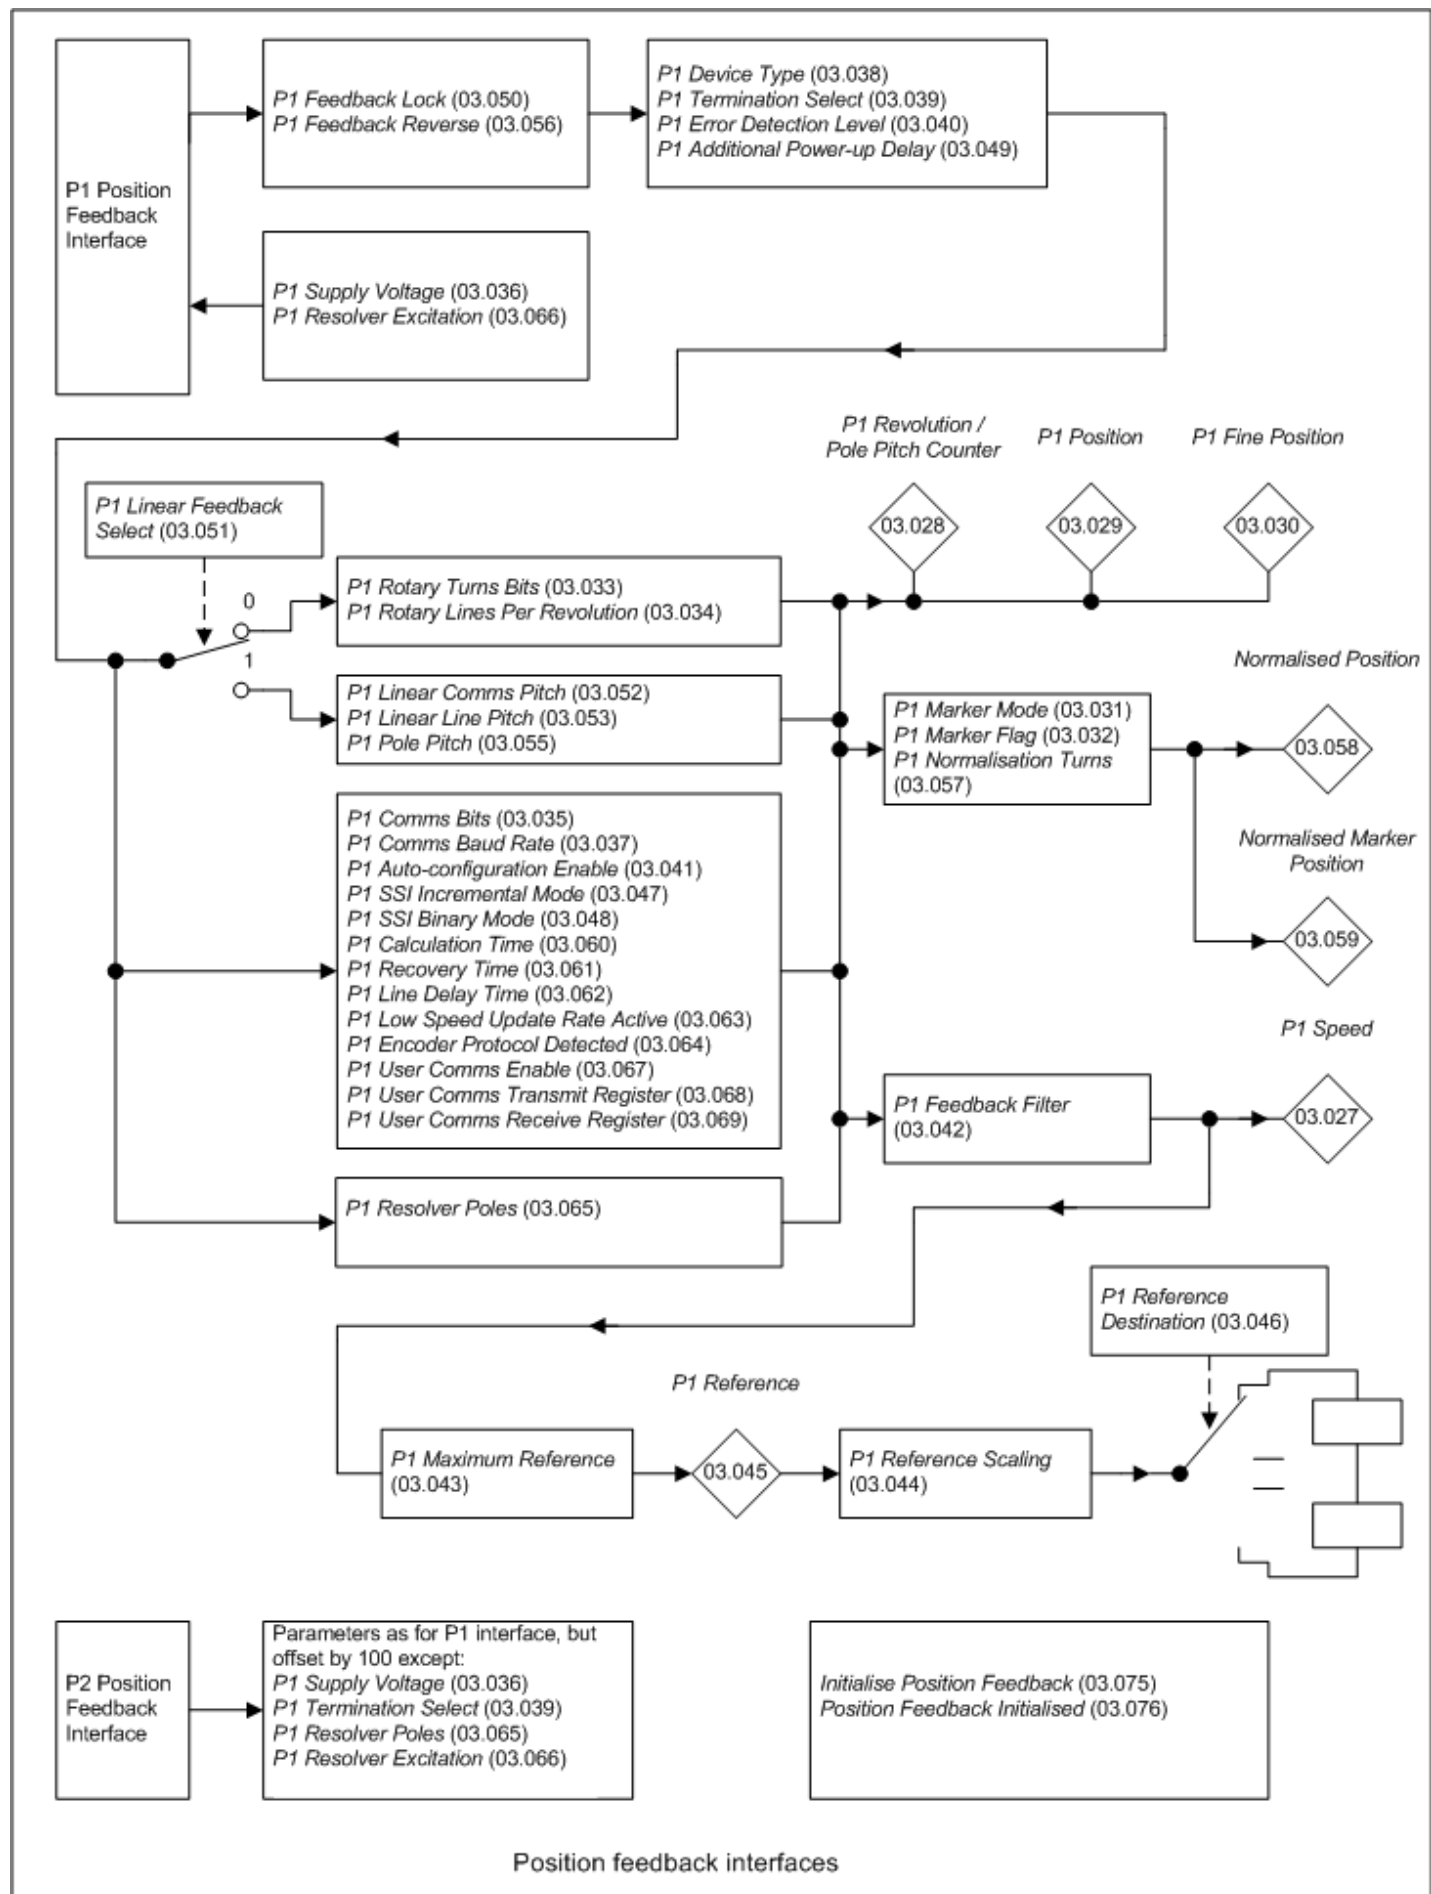 P1 Position
Feedback
Interface
P1 Feedback Lock (03.050)
P1 Feedback Reverse (03.056)
P1 Device Type (03.038)
P1 Termination Select (03.039)
P1 Error Detection Level (03.040)
P1 Additional Power-up Delay (03.049)
P1 Supply Voltage (03.036)
P1 Resolver Excitation (03.066)
P1 Revolution /
Pole Pitch Counter
P1 Position
P1 Fine Position
03.028
03.029
03.030
P1 Linear Feedback
Select (03.051)
0
1
P1 Rotary Turns Bits (03.033)
P1 Rotary Lines Per Revolution (03.034)
P1 Linear Comms Pitch (03.052)
P1 Linear Line Pitch (03.053)
P1 Pole Pitch (03.055)
Normalised Position
P1 Marker Mode (03.031)
P1 Marker Flag (03.032)
P1 Normalisation Turns
(03.057)
03.058
Normalised Marker
Position
03.059
P1 Comms Bits (03.035)
P1 Comms Baud Rate (03.037)
P1 Auto-configuration Enable (03.041)
P1 SSI Incremental Mode (03.047)
P1 SSI Binary Mode (03.048)
P1 Calculation Time (03.060)
P1 Recovery Time (03.061)
P1 Line Delay Time (03.062)
P1 Low Speed Update Rate Active (03.063)
P1 Encoder Protocol Detected (03.064)
P1 User Comms Enable (03.067)
P1 User Comms Transmit Register (03.068)
P1 User Comms Receive Register (03.069)
P1 Speed
P1 Feedback Filter
(03.042)
03.027
P1 Resolver Poles (03.065)
P1 Reference
Destination (03.046)
P1 Reference
P1 Maximum Reference
(03.043)
03.045
P1 Reference Scaling
(03.044)
P2 Position
Feedback
Interface
Parameters as for P1 interface, but
offset by 100 except:
P1 Supply Voltage (03.036)
P1 Termination Select (03.039)
P1 Resolver Poles (03.065)
P1 Resolver Excitation (03.066)
Initialise Position Feedback (03.075)
Position Feedback Initialised (03.076)
Position feedback interfaces